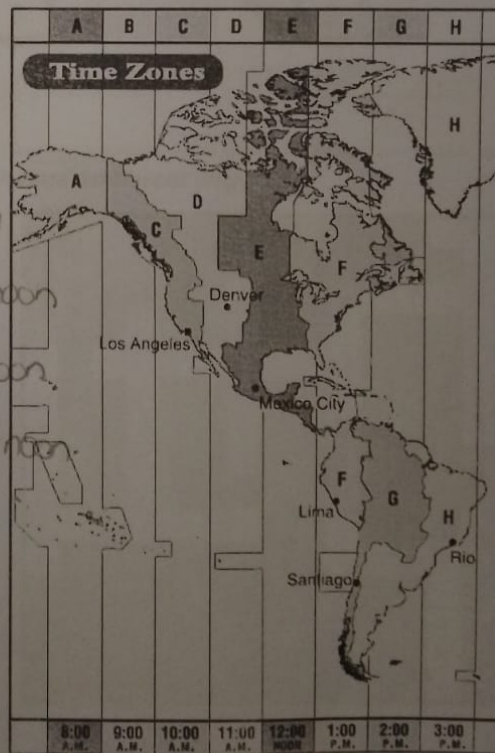 A B C D E F G H
Time Zones
H
A
D
C
E
F
Denver
Los Angeles
Mexico City
F
G
Lima
H
Rio
Santiago
8:00 9:00 10:00 11:00 12:00 1:00 2:00 3:00
A.M. A.M. A.M. A.M. NOON P.M. P.M. P.M.